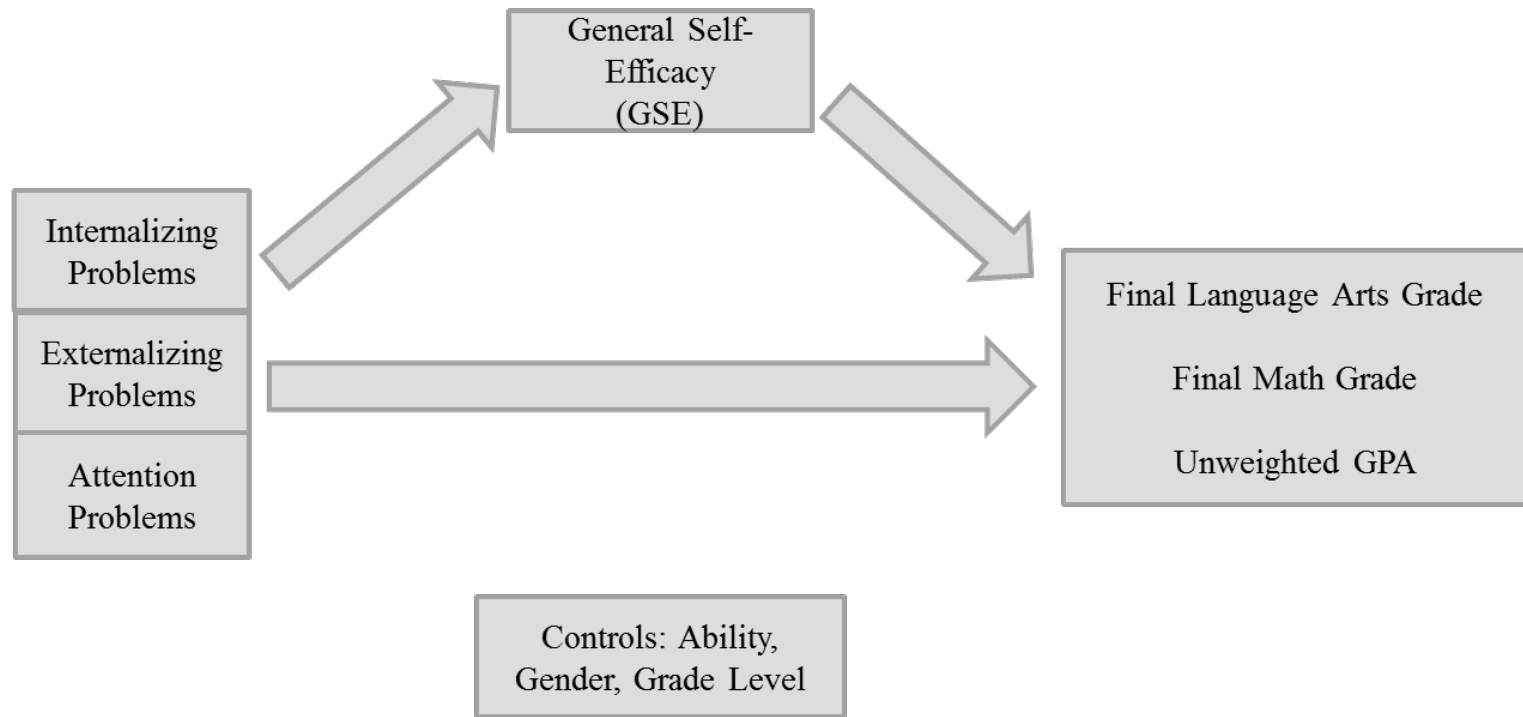 General Self-
Efficacy
(GSE)
Internalizing
Problems
Externalizing
Problems
Attention
Problems
Final Language Arts Grade
Final Math Grade
Unweighted GPA
Controls: Ability,
Gender, Grade Level